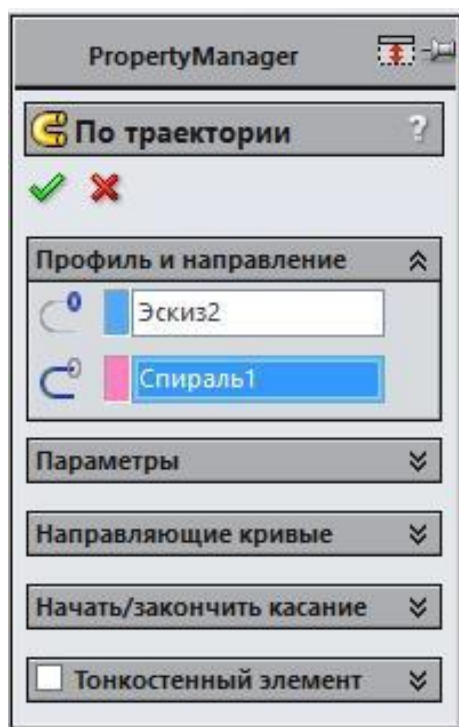 PropertyManager
По траектории ?
Профиль и направление
Эскиз2
Спираль1
Параметры
Направляющие кривые
Начать/закончить касание
Тонкостенный элемент